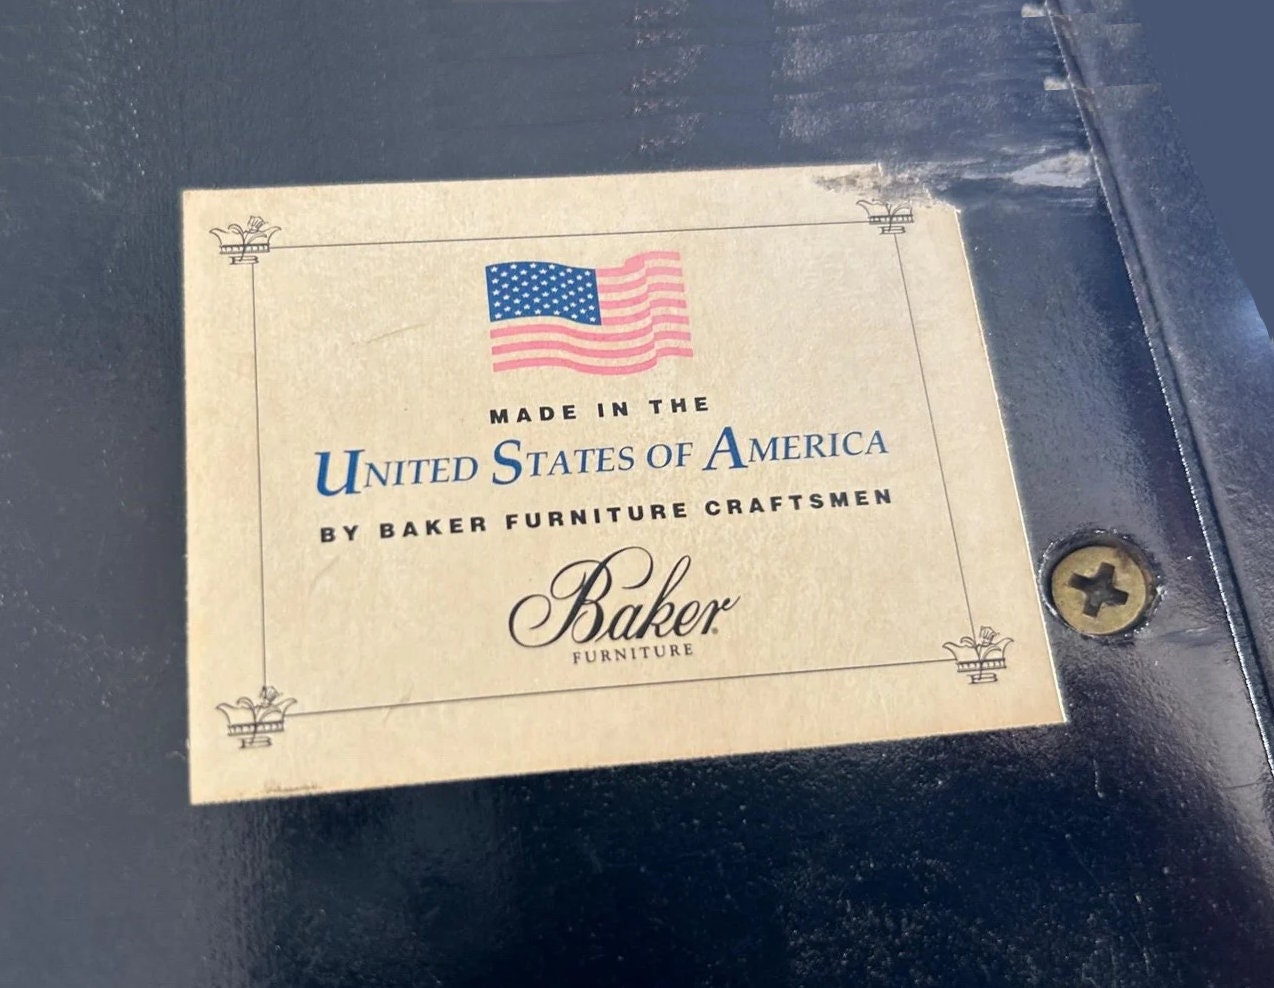 MADE IN THE
UNITED STATES OF AMERICA
BY BAKER FURNITURE CRAFTSMEN
Baker
FURNITURE